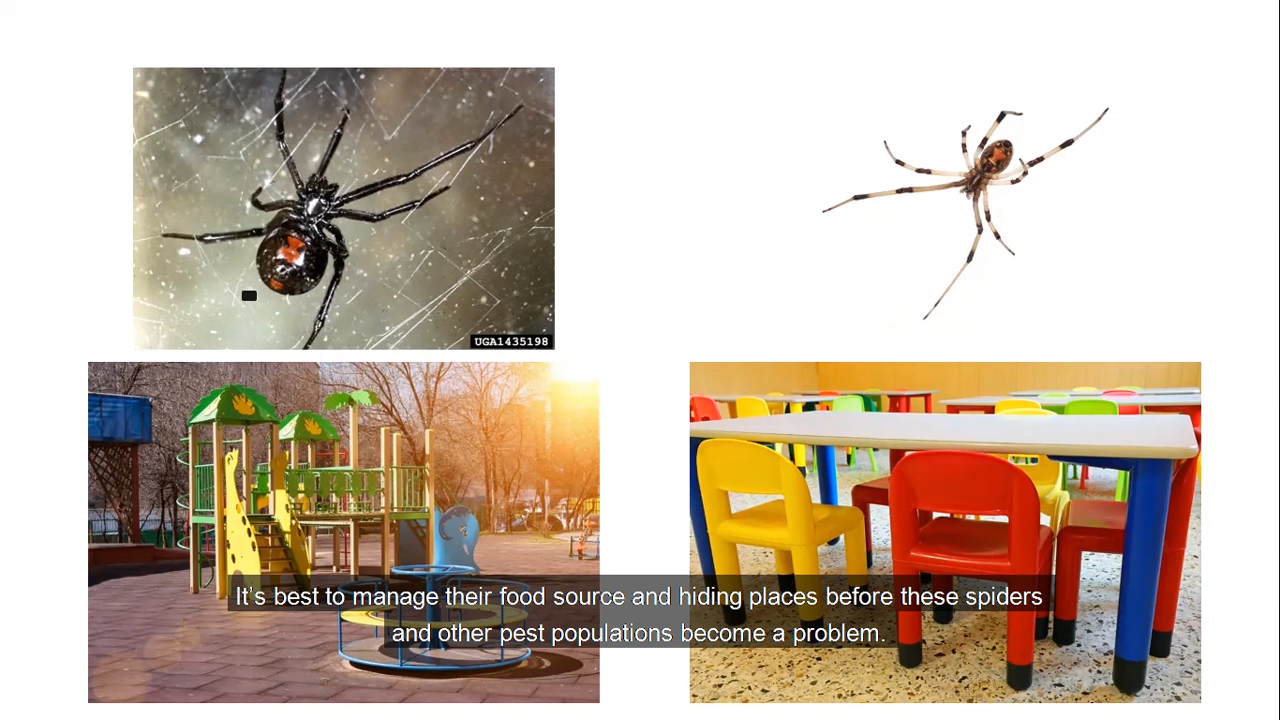 UGA1435198
It's best to manage their food source and hiding places before these spiders
and other pest populations become a problem.